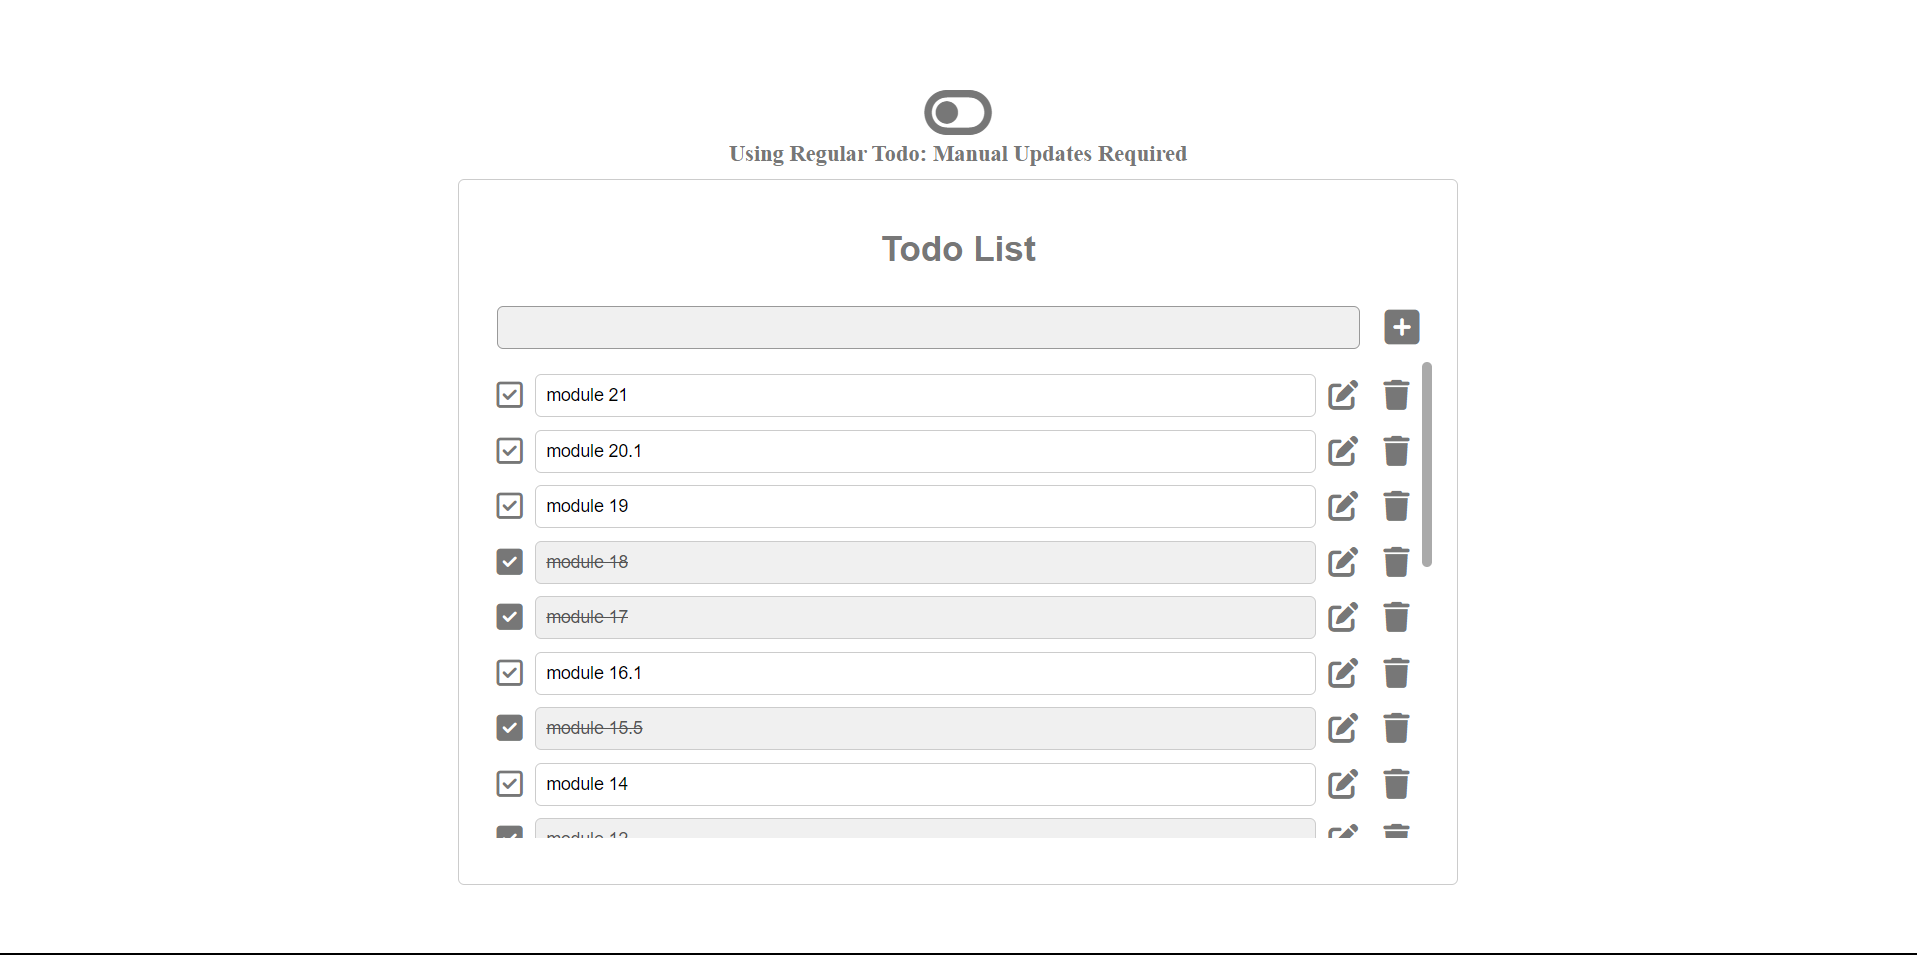 Using Regular Todo: Manual Updates Required
Todo List
module 21
module 20.1
module 19
module 18
module 17
module 16.1
module 15.5
module 14
module